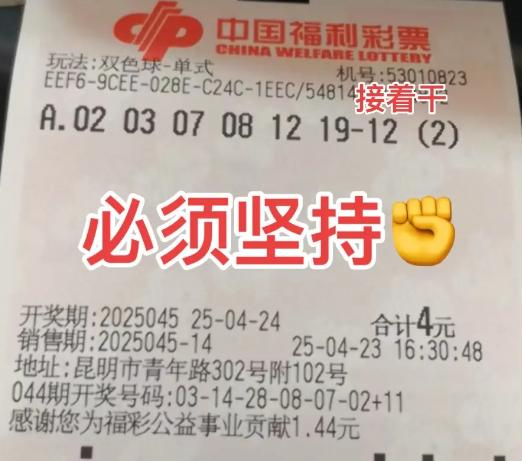 中国福利彩票
CHINA WELFARE LOTTERY
玩法:双色球-单式 机号:53010823
EEF6-9CEE-028E-C24C-1EEC/54814
接着干
A.02 03 07 08 12 19-12 (2)
必须坚持✊
开奖期:2025045 25-04-24 合计4元
销售期:2025045-14 25-04-23 16:30:48
地址:昆明市青年路302号附102号
044期开奖号码:03-14-28-08-07-02+11
感谢您为福彩公益事业贡献1.44元